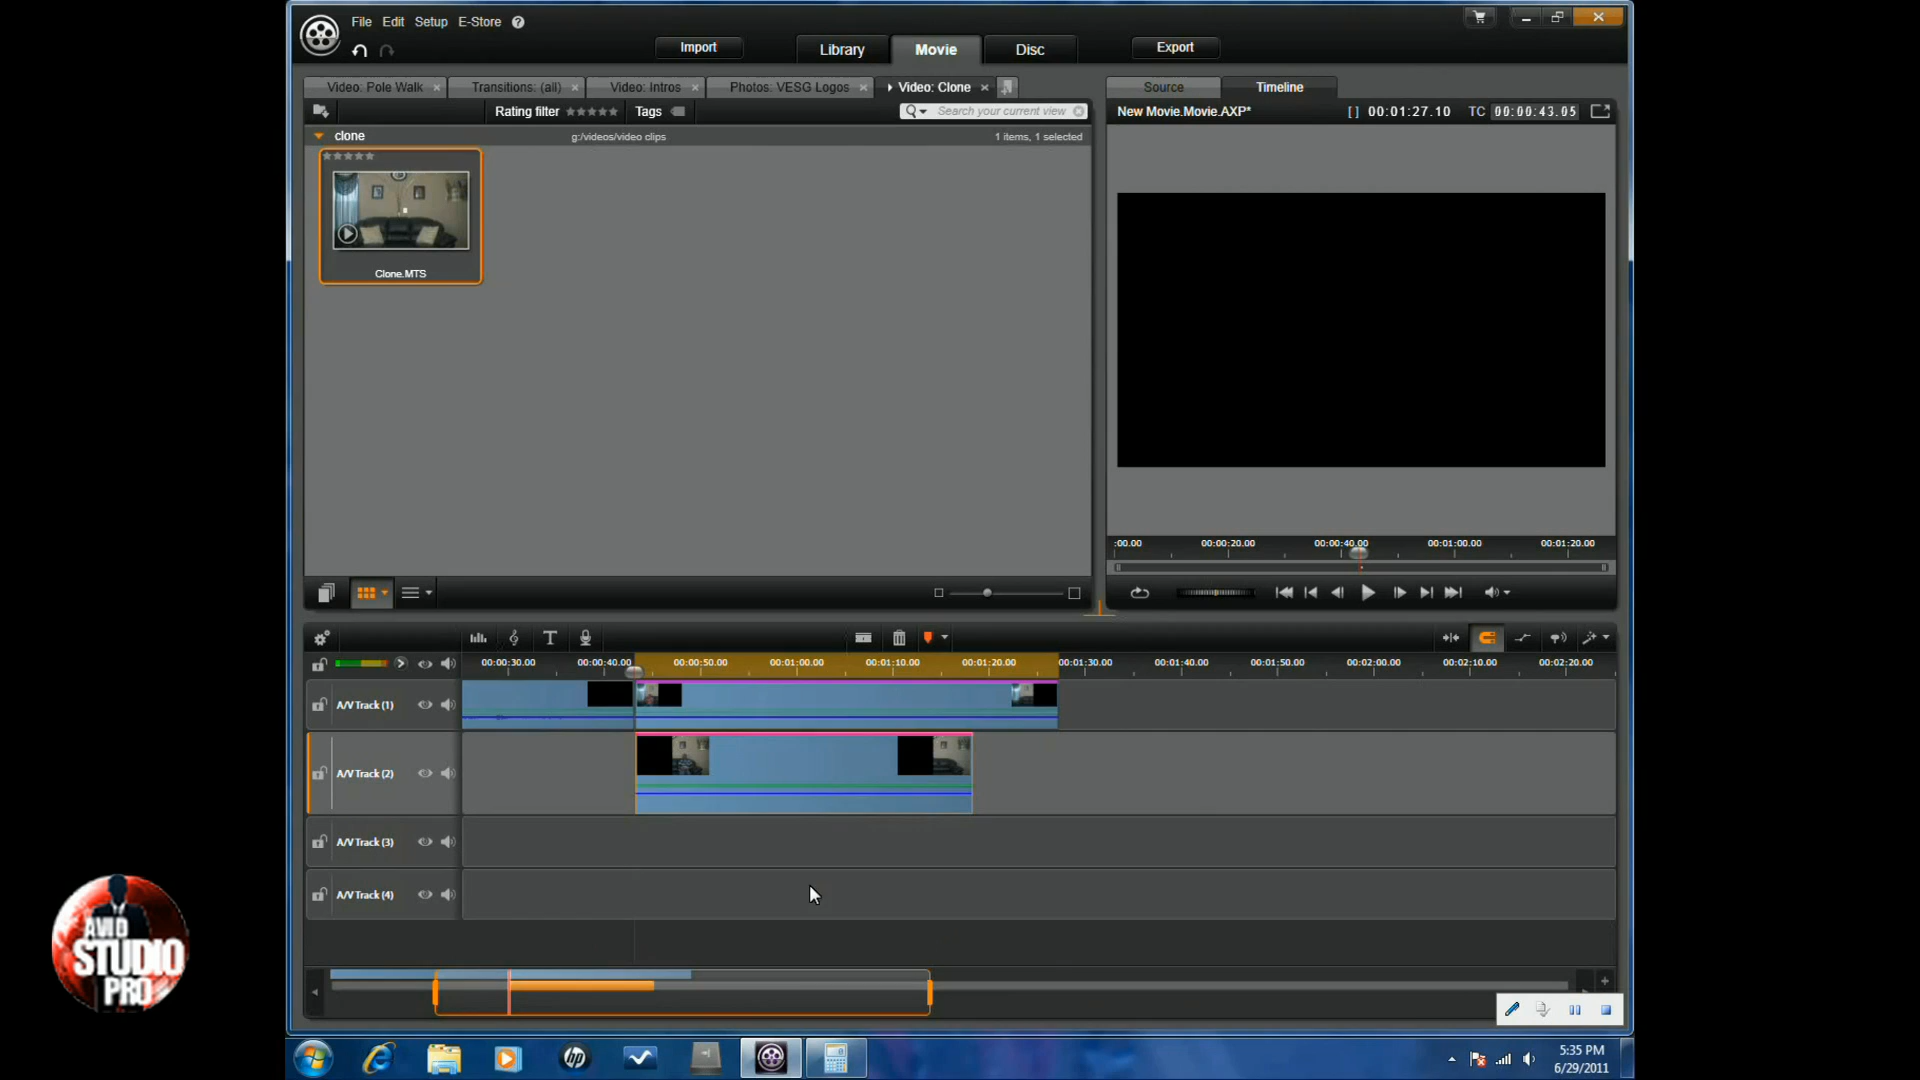 File Edit Setup E-Store ?
Import Library Movie Disc Export
Video: Pole Walk × Transitions: (all) × Video: Intros × Photos: VESG Logos × Video: Clone ×
Source Timeline
Rating filter Tags Search your current view
New Movie.Movie.AXP* [ ] 00:01:27.10 TC 00:00:43.05
clone g:/videos/video clips 1 items, 1 selected
Clone.MTS
:00.00 00:00:20.00 00:00:40.00 00:01:00.00 00:01:20.00
00:00:30.00 00:00:40.00 00:00:50.00 00:01:00.00 00:01:10.00 00:01:20.00 00:01:30.00 00:01:40.00 00:01:50.00 00:02:00.00 00:02:10.00 00:02:20.00
A/V Track (1)
A/V Track (2)
A/V Track (3)
A/V Track (4)
AVID
STUDIO
PRO
hp
5:35 PM
6/29/2011